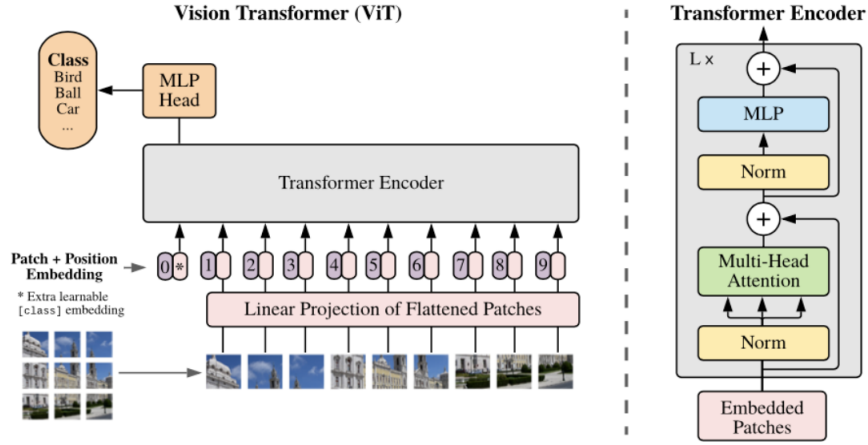 Vision Transformer (ViT)
Class
Bird
Ball
Car
...
MLP
Head
Transformer Encoder
Patch + Position
Embedding
0 * 1 2 3 4 5 6 7 8 9
* Extra learnable
[class] embedding
Linear Projection of Flattened Patches
Transformer Encoder
L ×
+
MLP
Norm
+
Multi-Head
Attention
Norm
Embedded
Patches